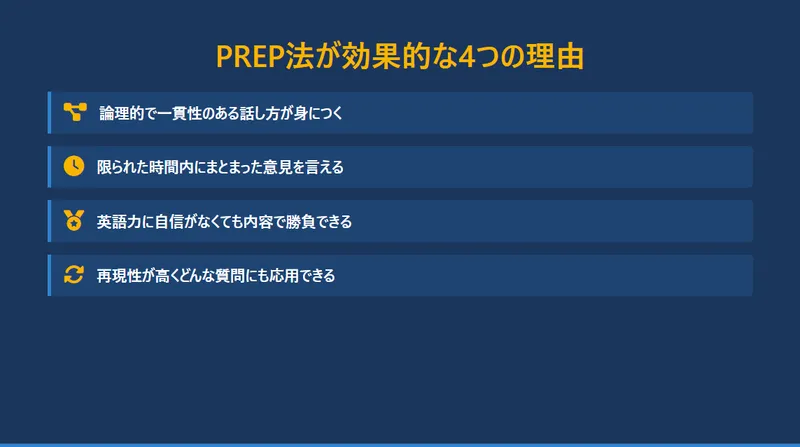 PREP法が効果的な4つの理由
論理的で一貫性のある話し方が身につく
限られた時間内にまとまった意見を言える
英語力に自信がなくても内容で勝負できる
再現性が高くどんな質問にも応用できる